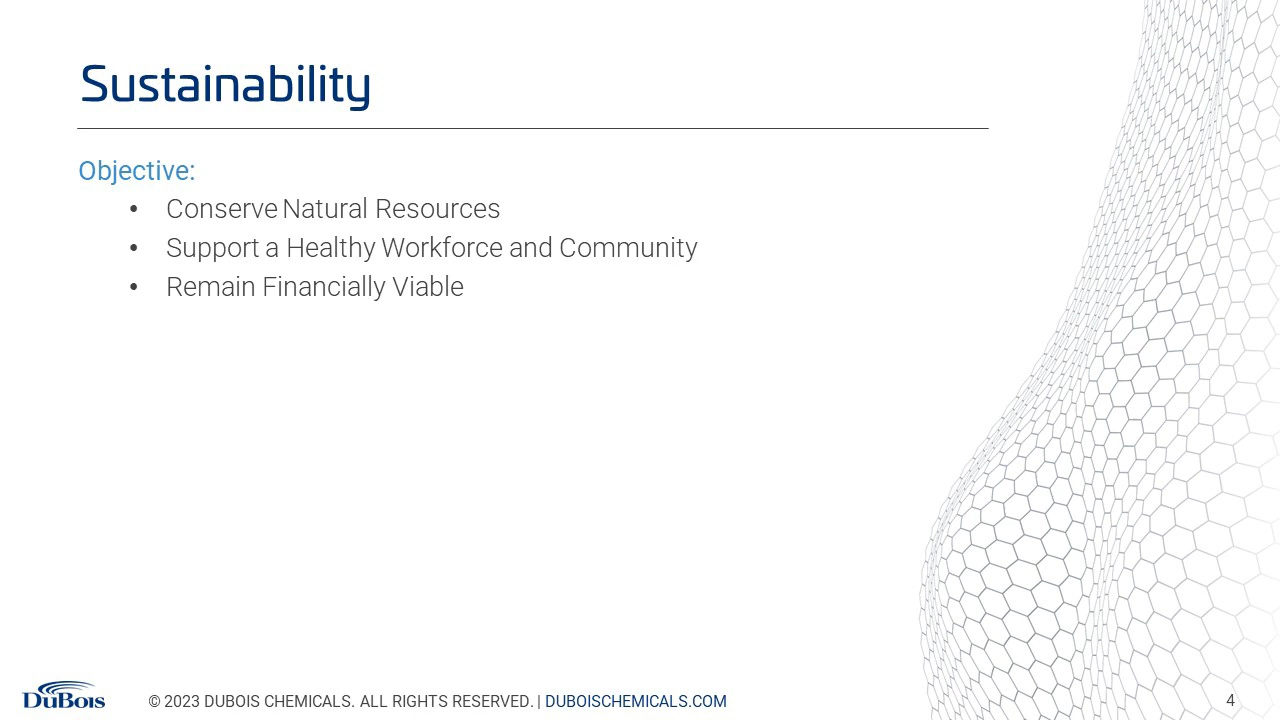 Sustainability
Objective:
• Conserve Natural Resources
• Support a Healthy Workforce and Community
• Remain Financially Viable
DuBois
© 2023 DUBOIS CHEMICALS. ALL RIGHTS RESERVED. | DUBOISCHEMICALS.COM
4